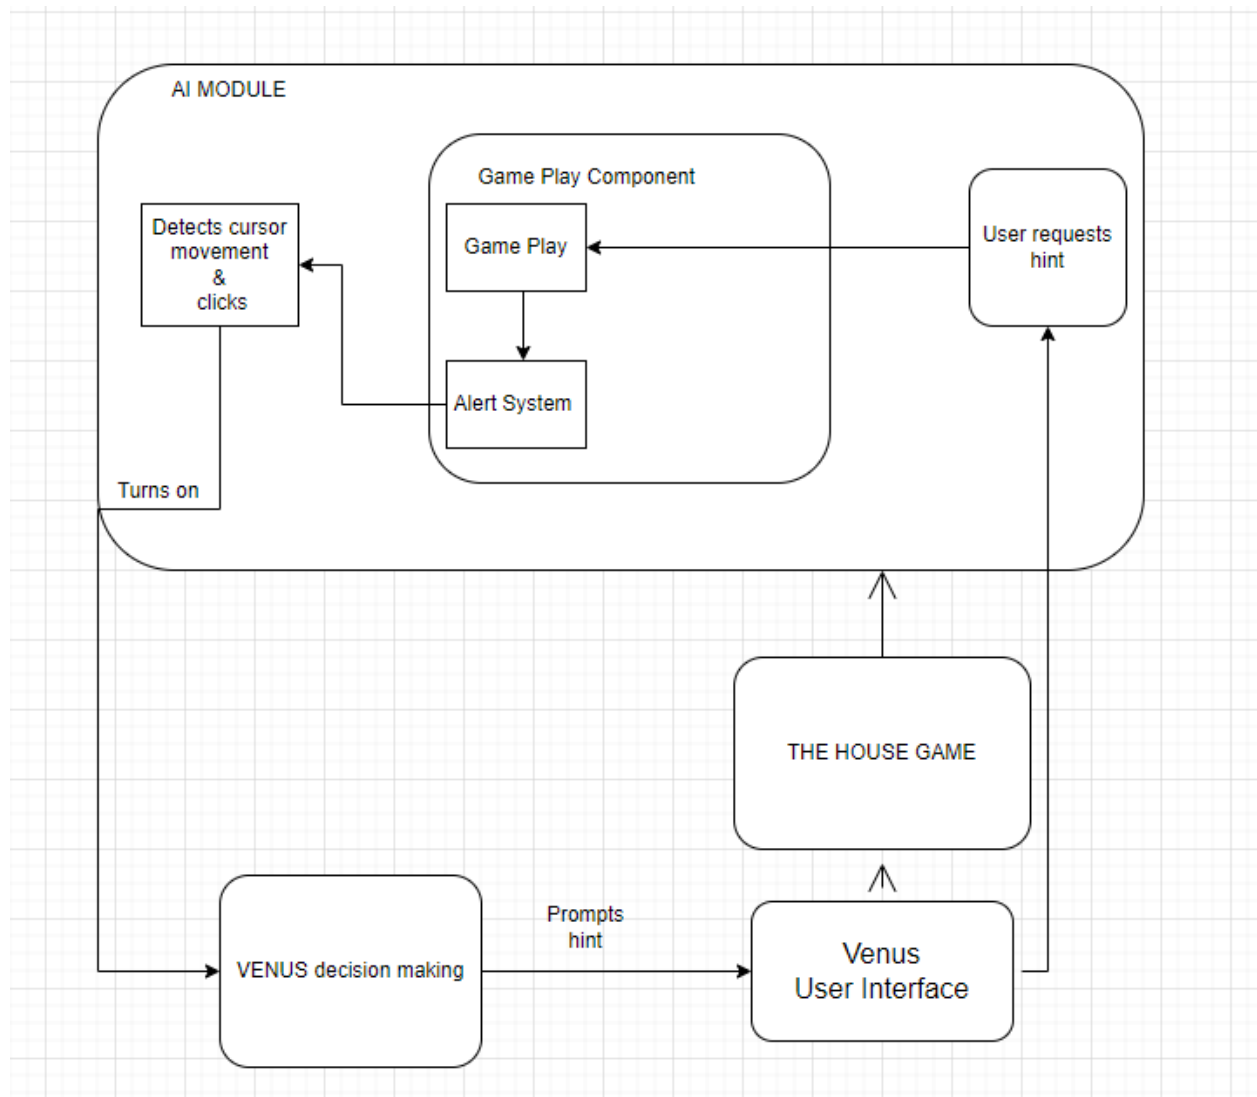 AI MODULE
Game Play Component
Detects cursor
movement
&
clicks
Game Play
User requests
hint
Alert System
Turns on
THE HOUSE GAME
Prompts
hint
VENUS decision making
Venus
User Interface